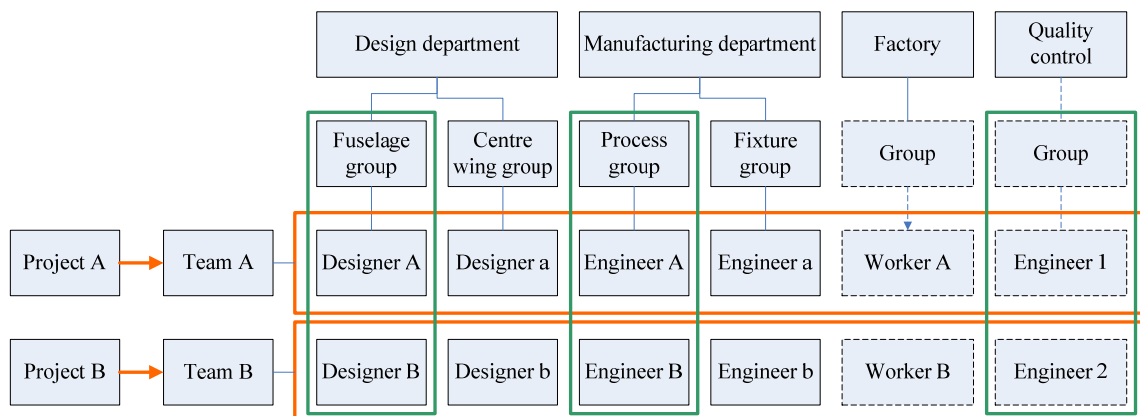 Design department
Manufacturing department
Factory
Quality
control
Fuselage
group
Centre
wing group
Process
group
Fixture
group
Group
Group
Project A
Team A
Designer A
Designer a
Engineer A
Engineer a
Worker A
Engineer 1
Project B
Team B
Designer B
Designer b
Engineer B
Engineer b
Worker B
Engineer 2